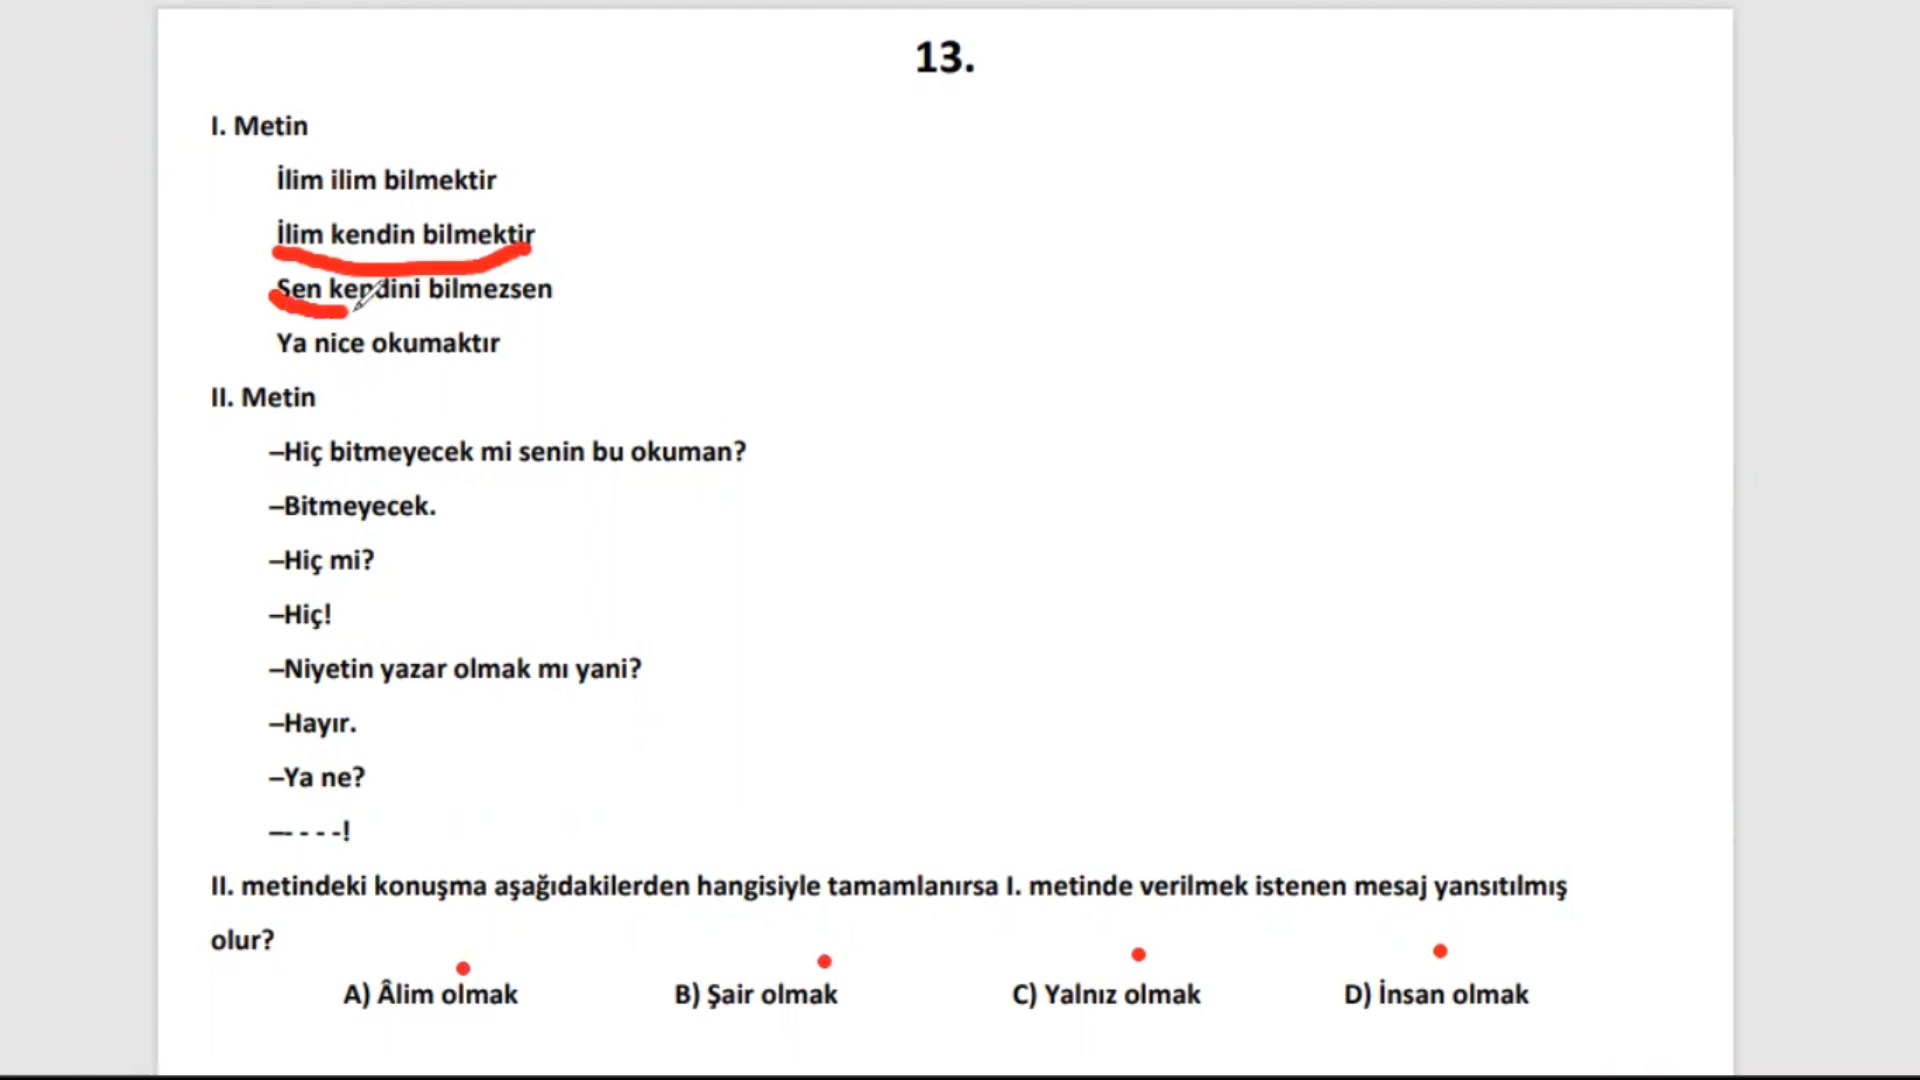 13.
I. Metin
İlim ilim bilmektir
İlim kendin bilmektir
Sen kendini bilmezsen
Ya nice okumaktır
II. Metin
–Hiç bitmeyecek mi senin bu okuman?
–Bitmeyecek.
–Hiç mi?
–Hiç!
–Niyetin yazar olmak mı yani?
–Hayır.
–Ya ne?
–- - - -!
II. metindeki konuşma aşağıdakilerden hangisiyle tamamlanırsa I. metinde verilmek istenen mesaj yansıtılmış
olur?
A) Âlim olmak B) Şair olmak C) Yalnız olmak D) İnsan olmak